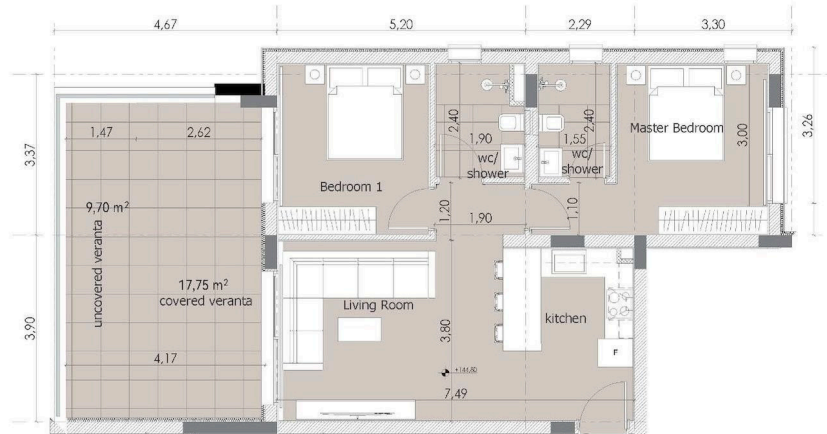 4,67
5,20
2,29
3,30
3,37
1,47
2,62
9,70 m²
uncovered veranta
17,75 m²
covered veranta
4,17
3,90
Bedroom 1
2,40
1,90
wc/
shower
1,55
2,40
wc/
shower
Master Bedroom
3,00
3,26
1,20
1,90
1,10
Living Room
3,80
kitchen
F
+144,80
7,49